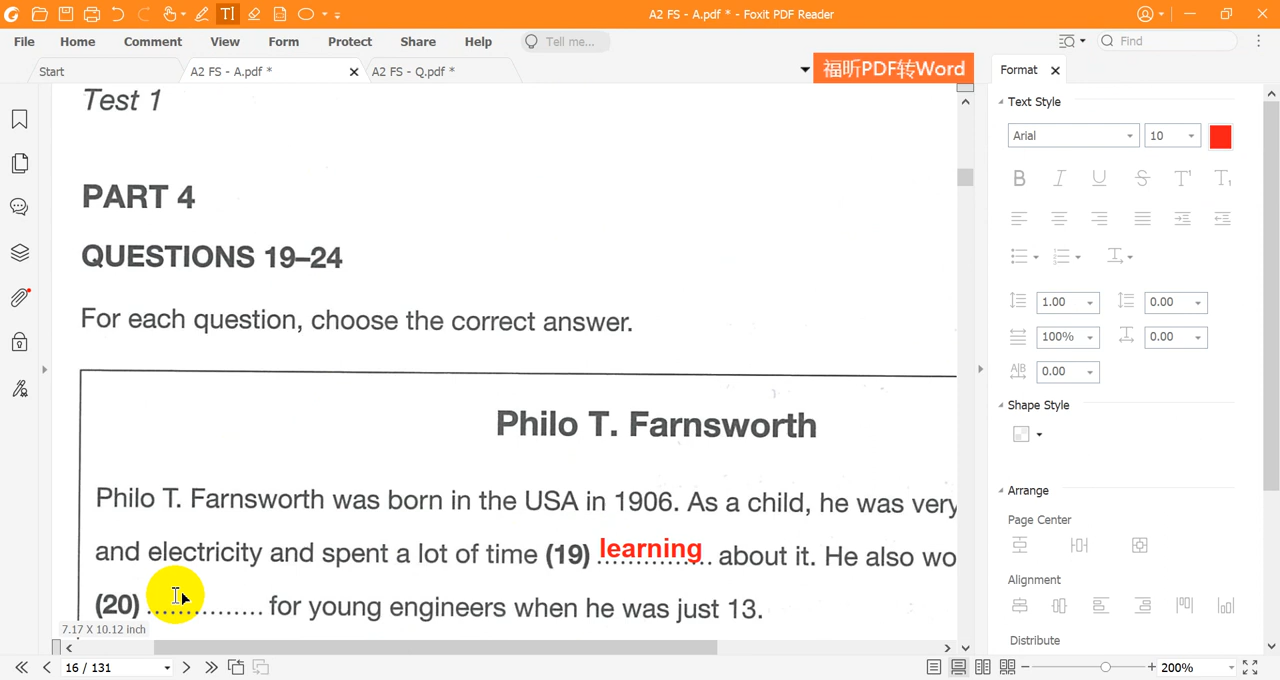 A2 FS - A.pdf * - Foxit PDF Reader
File Home Comment View Form Protect Share Help Tell me... Find
Start A2 FS - A.pdf * A2 FS - Q.pdf * 福昕PDF转Word Format
Test 1
PART 4
QUESTIONS 19–24
For each question, choose the correct answer.
Philo T. Farnsworth
Philo T. Farnsworth was born in the USA in 1906. As a child, he was very
and electricity and spent a lot of time (19) learning about it. He also wo
(20) .............. for young engineers when he was just 13.
7.17 X 10.12 inch
16 / 131
200%
Text Style
Arial 10
1.00 0.00
100% 0.00
0.00
Shape Style
Arrange
Page Center
Alignment
Distribute